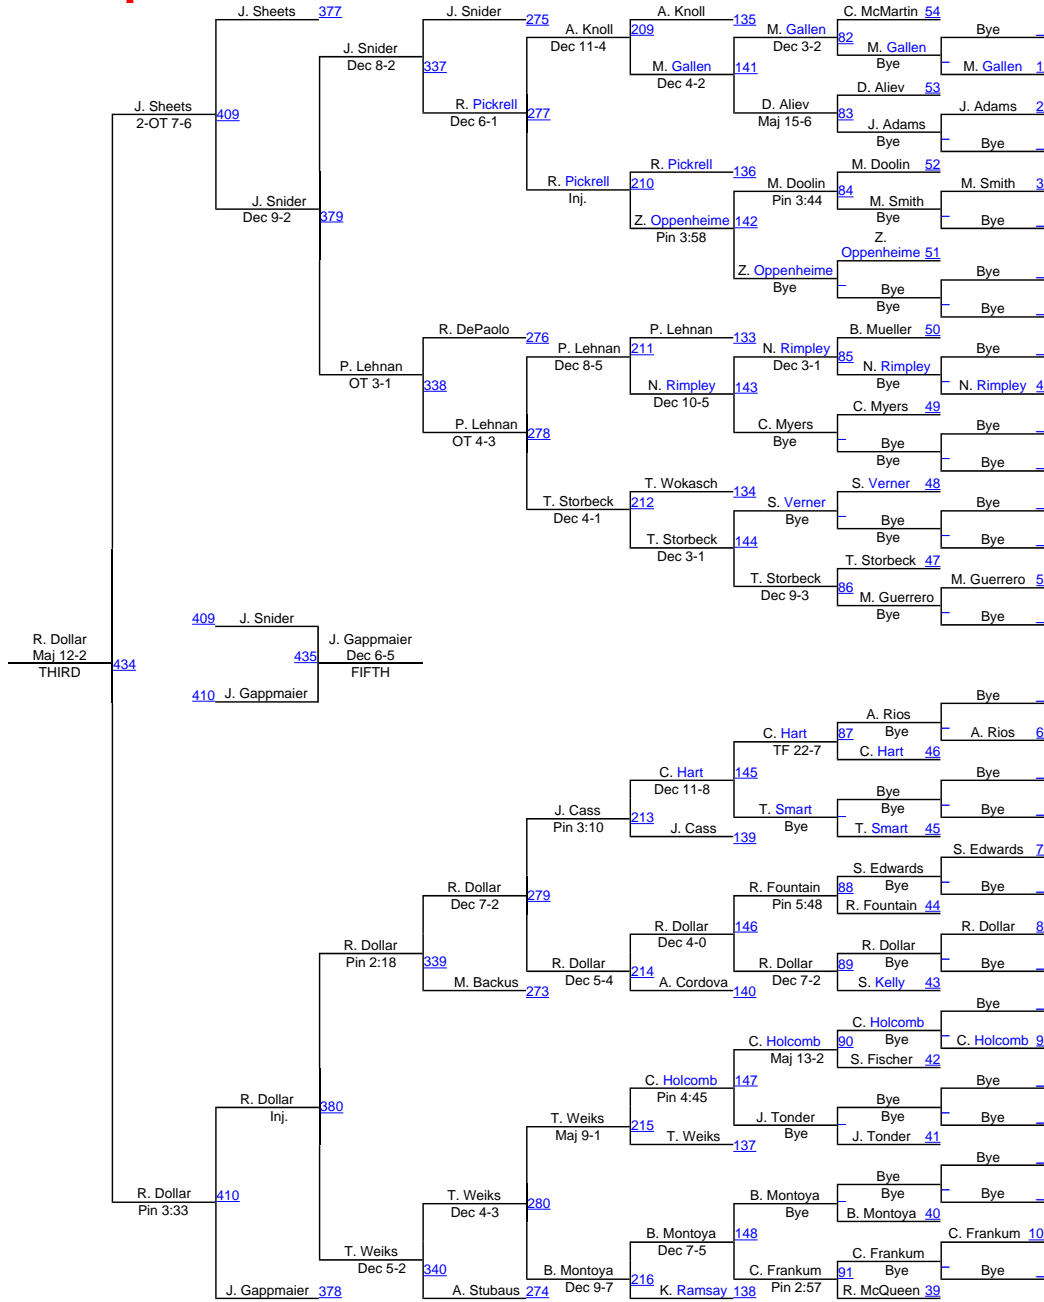 J. Sheets 377 J. Snider 275 A. Knoll 135 C. McMartin 54
A. Knoll 209 M. Gallen 82 Bye
Dec 11-4 Dec 3-2
J. Snider M. Gallen
Dec 8-2 337 M. Gallen 141 Bye M. Gallen 1
Dec 4-2
D. Aliev 53
J. Sheets 409 R. Pickrell 277 D. Aliev 83 J. Adams 2
2-OT 7-6 Dec 6-1 Maj 15-6
J. Adams
Bye Bye
R. Pickrell 136 M. Doolin 52
R. Pickrell 210 M. Doolin 84 M. Smith 3
Inj. Pin 3:44
J. Snider 379 Z. Oppenheime 142 M. Smith
Dec 9-2 Pin 3:58 Bye Bye
Z.
Oppenheime 51
Z. Oppenheime Bye
Bye Bye
Bye Bye
R. DePaolo 276 P. Lehnan 133 B. Mueller 50
P. Lehnan 211 N. Rimpley 85 Bye
Dec 8-5 Dec 3-1
P. Lehnan 338 N. Rimpley
OT 3-1 N. Rimpley 143 Bye N. Rimpley 4
Dec 10-5
C. Myers 49
P. Lehnan 278 C. Myers Bye
OT 4-3 Bye Bye
Bye Bye
T. Wokasch 134 S. Verner 48
T. Storbeck 212 S. Verner Bye
Dec 4-1 Bye Bye
T. Storbeck 144 Bye Bye
Dec 3-1
T. Storbeck 47
T. Storbeck 86 M. Guerrero 5
Dec 9-3 M. Guerrero
Bye Bye
409 J. Snider
R. Dollar J. Gappmaier
Maj 12-2 434 435 Dec 6-5
THIRD FIFTH
410 J. Gappmaier
Bye
A. Rios
C. Hart 87 Bye A. Rios 6
TF 22-7 C. Hart 46
C. Hart 145 Bye
Dec 11-8 Bye
J. Cass 213 T. Smart Bye Bye
Pin 3:10 J. Cass 139 Bye T. Smart 45
S. Edwards 7
S. Edwards
R. Dollar 279 R. Fountain 88 Bye Bye
Dec 7-2 Pin 5:48 R. Fountain 44
R. Dollar 146 R. Dollar 8
Dec 4-0
R. Dollar 339 R. Dollar
Pin 2:18 R. Dollar 214 R. Dollar 89 Bye Bye
M. Backus 273 Dec 5-4 A. Cordova 140 Dec 7-2 S. Kelly 43
Bye
C. Holcomb
C. Holcomb 90 Bye C. Holcomb 9
Maj 13-2 S. Fischer 42
C. Holcomb 147 Bye
Pin 4:45
R. Dollar 380 Bye
Inj. T. Weiks 215 J. Tonder Bye Bye
Maj 9-1 T. Weiks 137 Bye J. Tonder 41
Bye
Bye
R. Dollar 410 T. Weiks 280 B. Montoya Bye Bye
Pin 3:33 Dec 4-3 Bye B. Montoya 40
B. Montoya 148 C. Frankum 10
Dec 7-5
T. Weiks 340 C. Frankum
Dec 5-2 B. Montoya 216 C. Frankum 91 Bye Bye
J. Gappmaier 378 A. Stubaus 274 Dec 9-7 K. Ramsay 138 Pin 2:57 R. McQueen 39